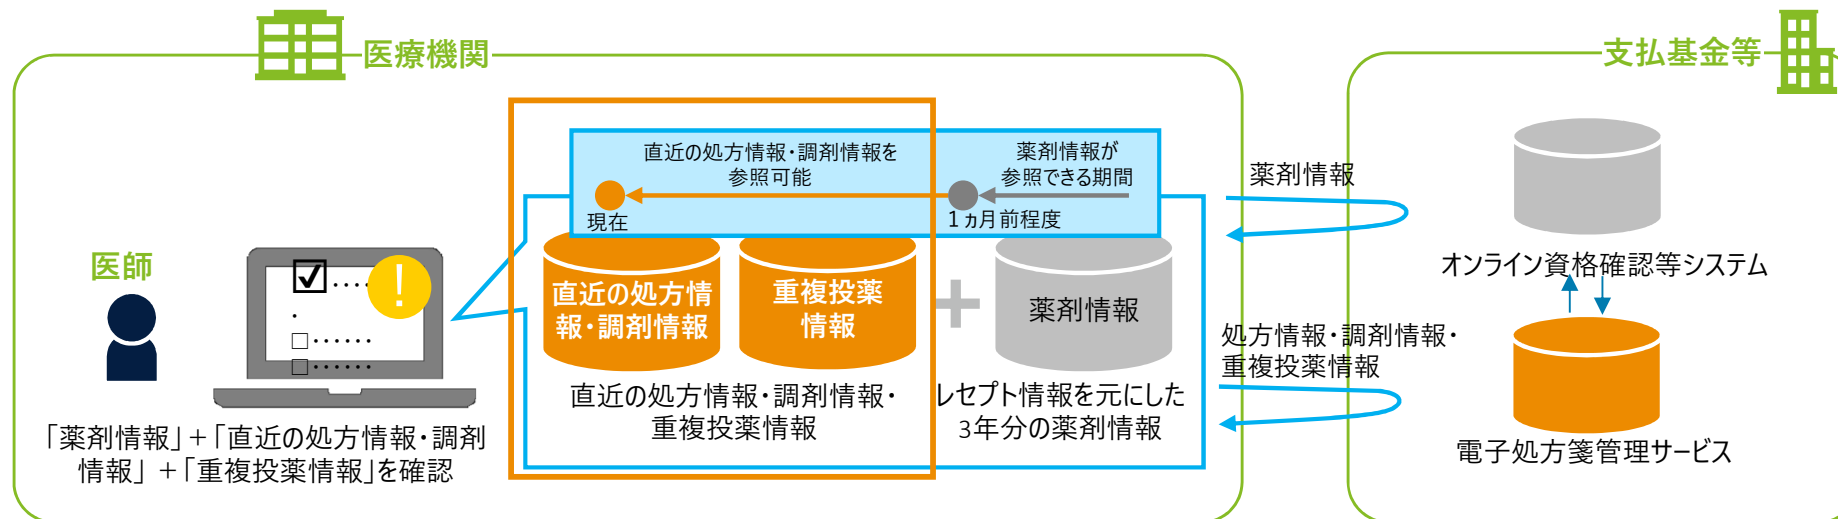 医療機関
支払基金等
直近の処方情報・調剤情報を
参照可能
薬剤情報が
参照できる期間
現在
１ヵ月前程度
薬剤情報
医師
!
直近の処方情
報・調剤情報
重複投薬
情報
+
薬剤情報
オンライン資格確認等システム
処方情報・調剤情報・
重複投薬情報
直近の処方情報・調剤情報・
重複投薬情報
レセプト情報を元にした
3年分の薬剤情報
「薬剤情報」＋「直近の処方情報・調剤
情報」＋「重複投薬情報」を確認
電子処方箋管理サービス